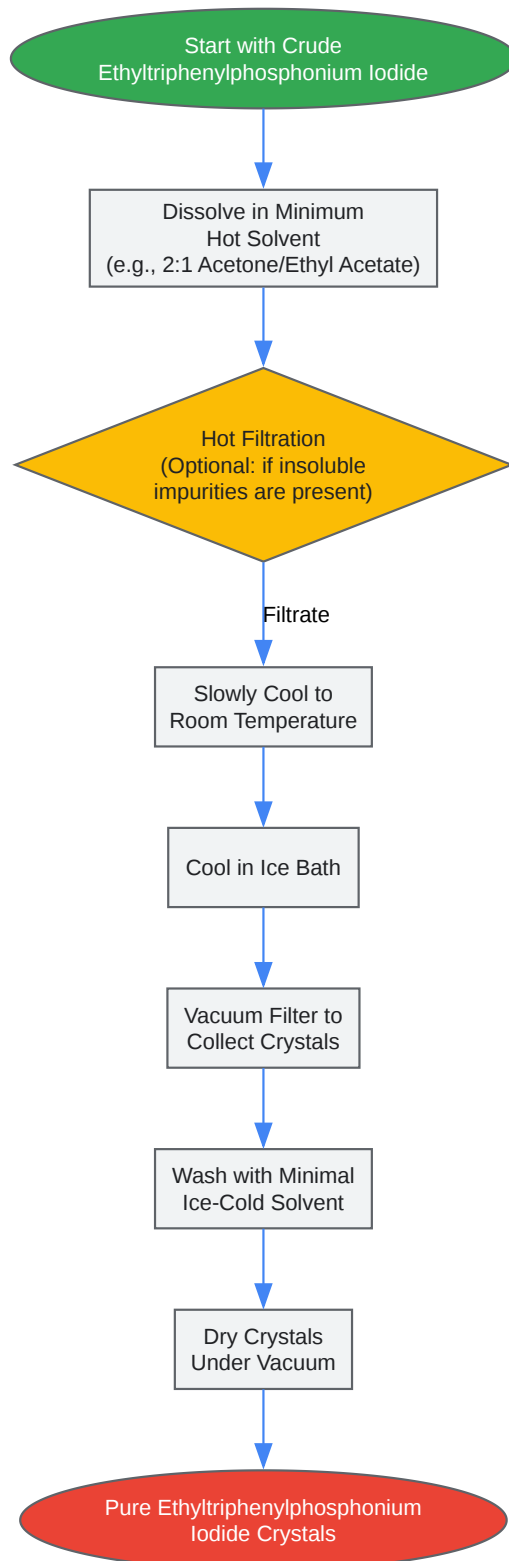 Start with Crude
Ethyltriphenylphosphonium Iodide
Dissolve in Minimum
Hot Solvent
(e.g., 2:1 Acetone/Ethyl Acetate)
Hot Filtration
(Optional: if insoluble
impurities are present)
Filtrate
Slowly Cool to
Room Temperature
Cool in Ice Bath
Vacuum Filter to
Collect Crystals
Wash with Minimal
Ice-Cold Solvent
Dry Crystals
Under Vacuum
Pure Ethyltriphenylphosphonium
Iodide Crystals